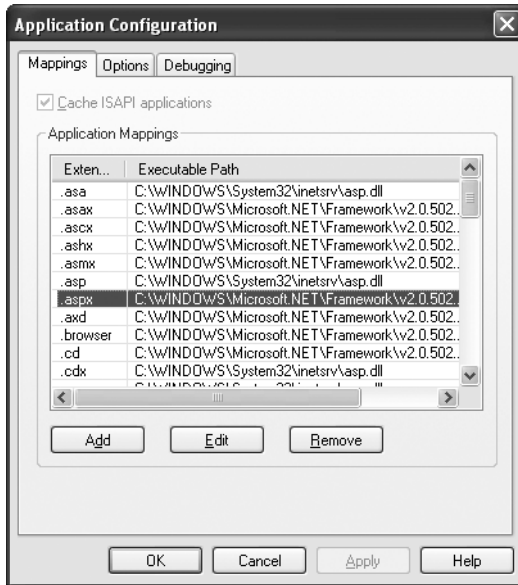 Application Configuration
Mappings Options Debugging
Cache ISAPI applications
Application Mappings
Exten... Executable Path
.asa C:\WINDOWS\System32\inetsrv\asp.dll
.asax C:\WINDOWS\Microsoft.NET\Framework\v2.0.502..
.ascx C:\WINDOWS\Microsoft.NET\Framework\v2.0.502..
.ashx C:\WINDOWS\Microsoft.NET\Framework\v2.0.502..
.asmx C:\WINDOWS\Microsoft.NET\Framework\v2.0.502..
.asp C:\WINDOWS\System32\inetsrv\asp.dll
.aspx C:\WINDOWS\Microsoft.NET\Framework\v2.0.502..
.axd C:\WINDOWS\Microsoft.NET\Framework\v2.0.502..
.browser C:\WINDOWS\Microsoft.NET\Framework\v2.0.502..
.cd C:\WINDOWS\Microsoft.NET\Framework\v2.0.502..
.cdx C:\WINDOWS\System32\inetsrv\asp.dll
Add Edit Remove
OK Cancel Apply Help